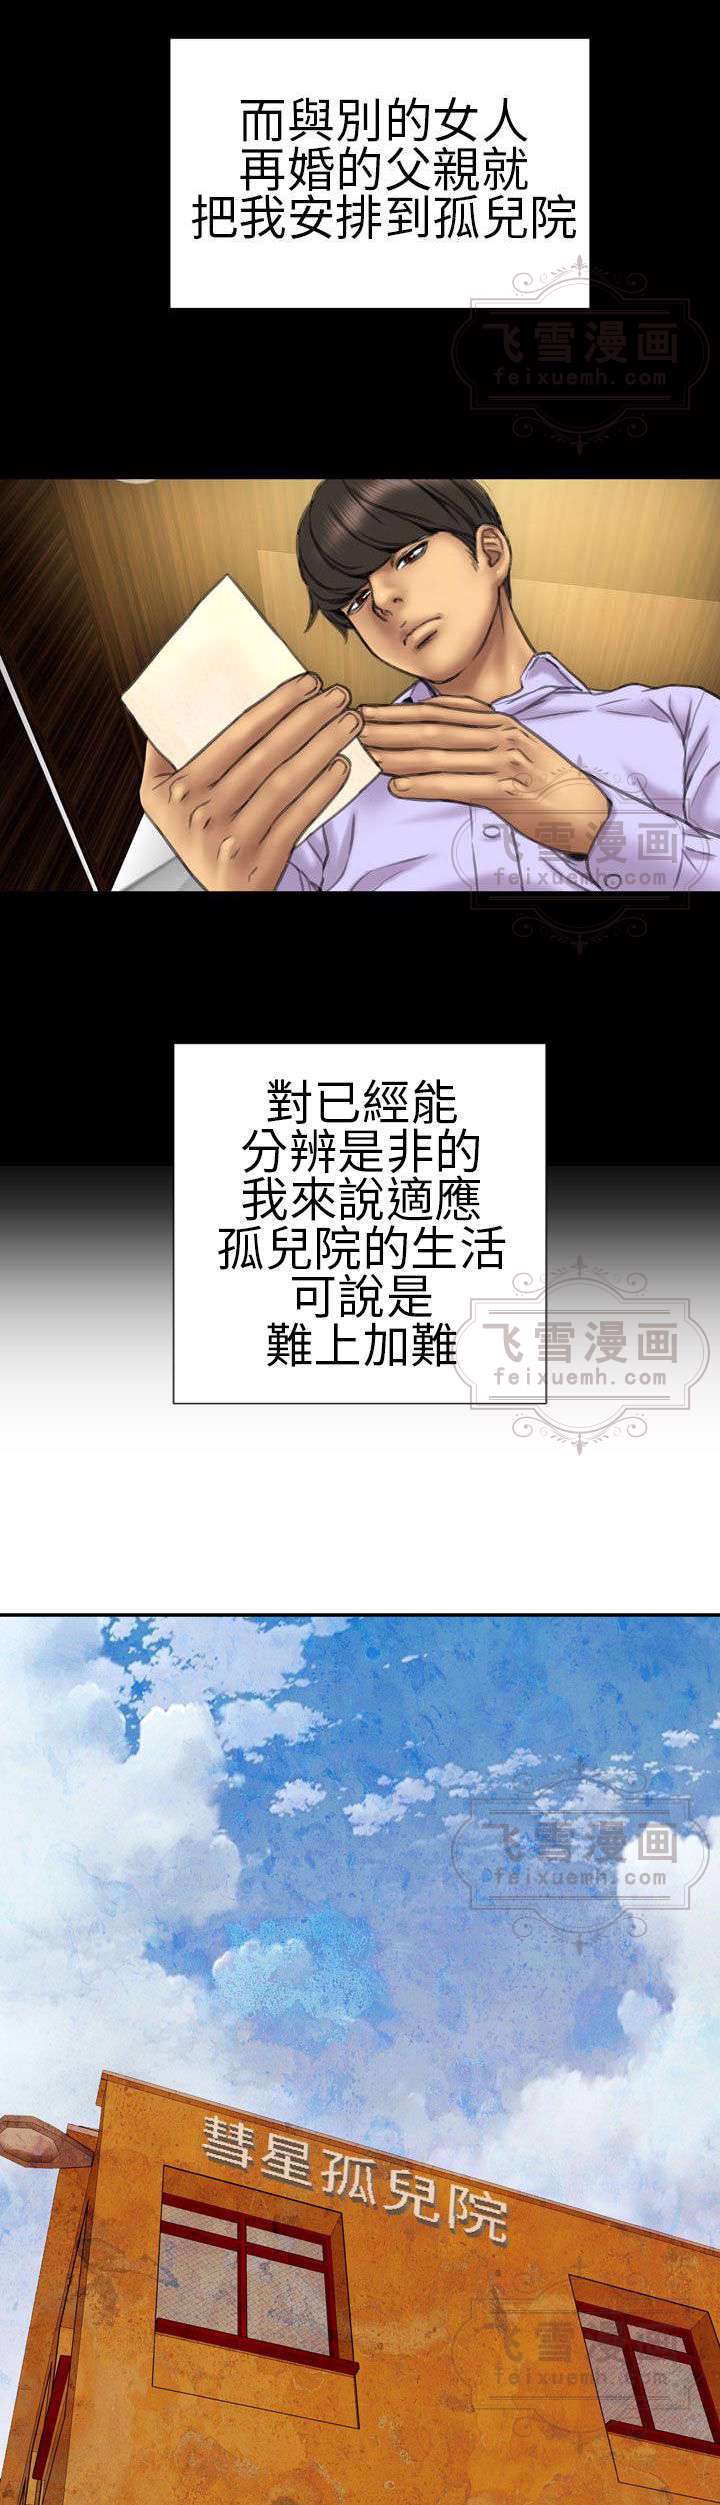 而與別的女人
再婚的父親就
把我安排到孤兒院
飞雪漫画
feixuemh.com
飞雪漫画
feixuemh.com
對已經能
分辨是非的
我來說適應
孤兒院的生活
可說是
難上加難
飞雪漫画
feixuemh.com
飞雪漫画
feixuemh.com
彗星孤兒院
飞雪漫画
feixuemh.com